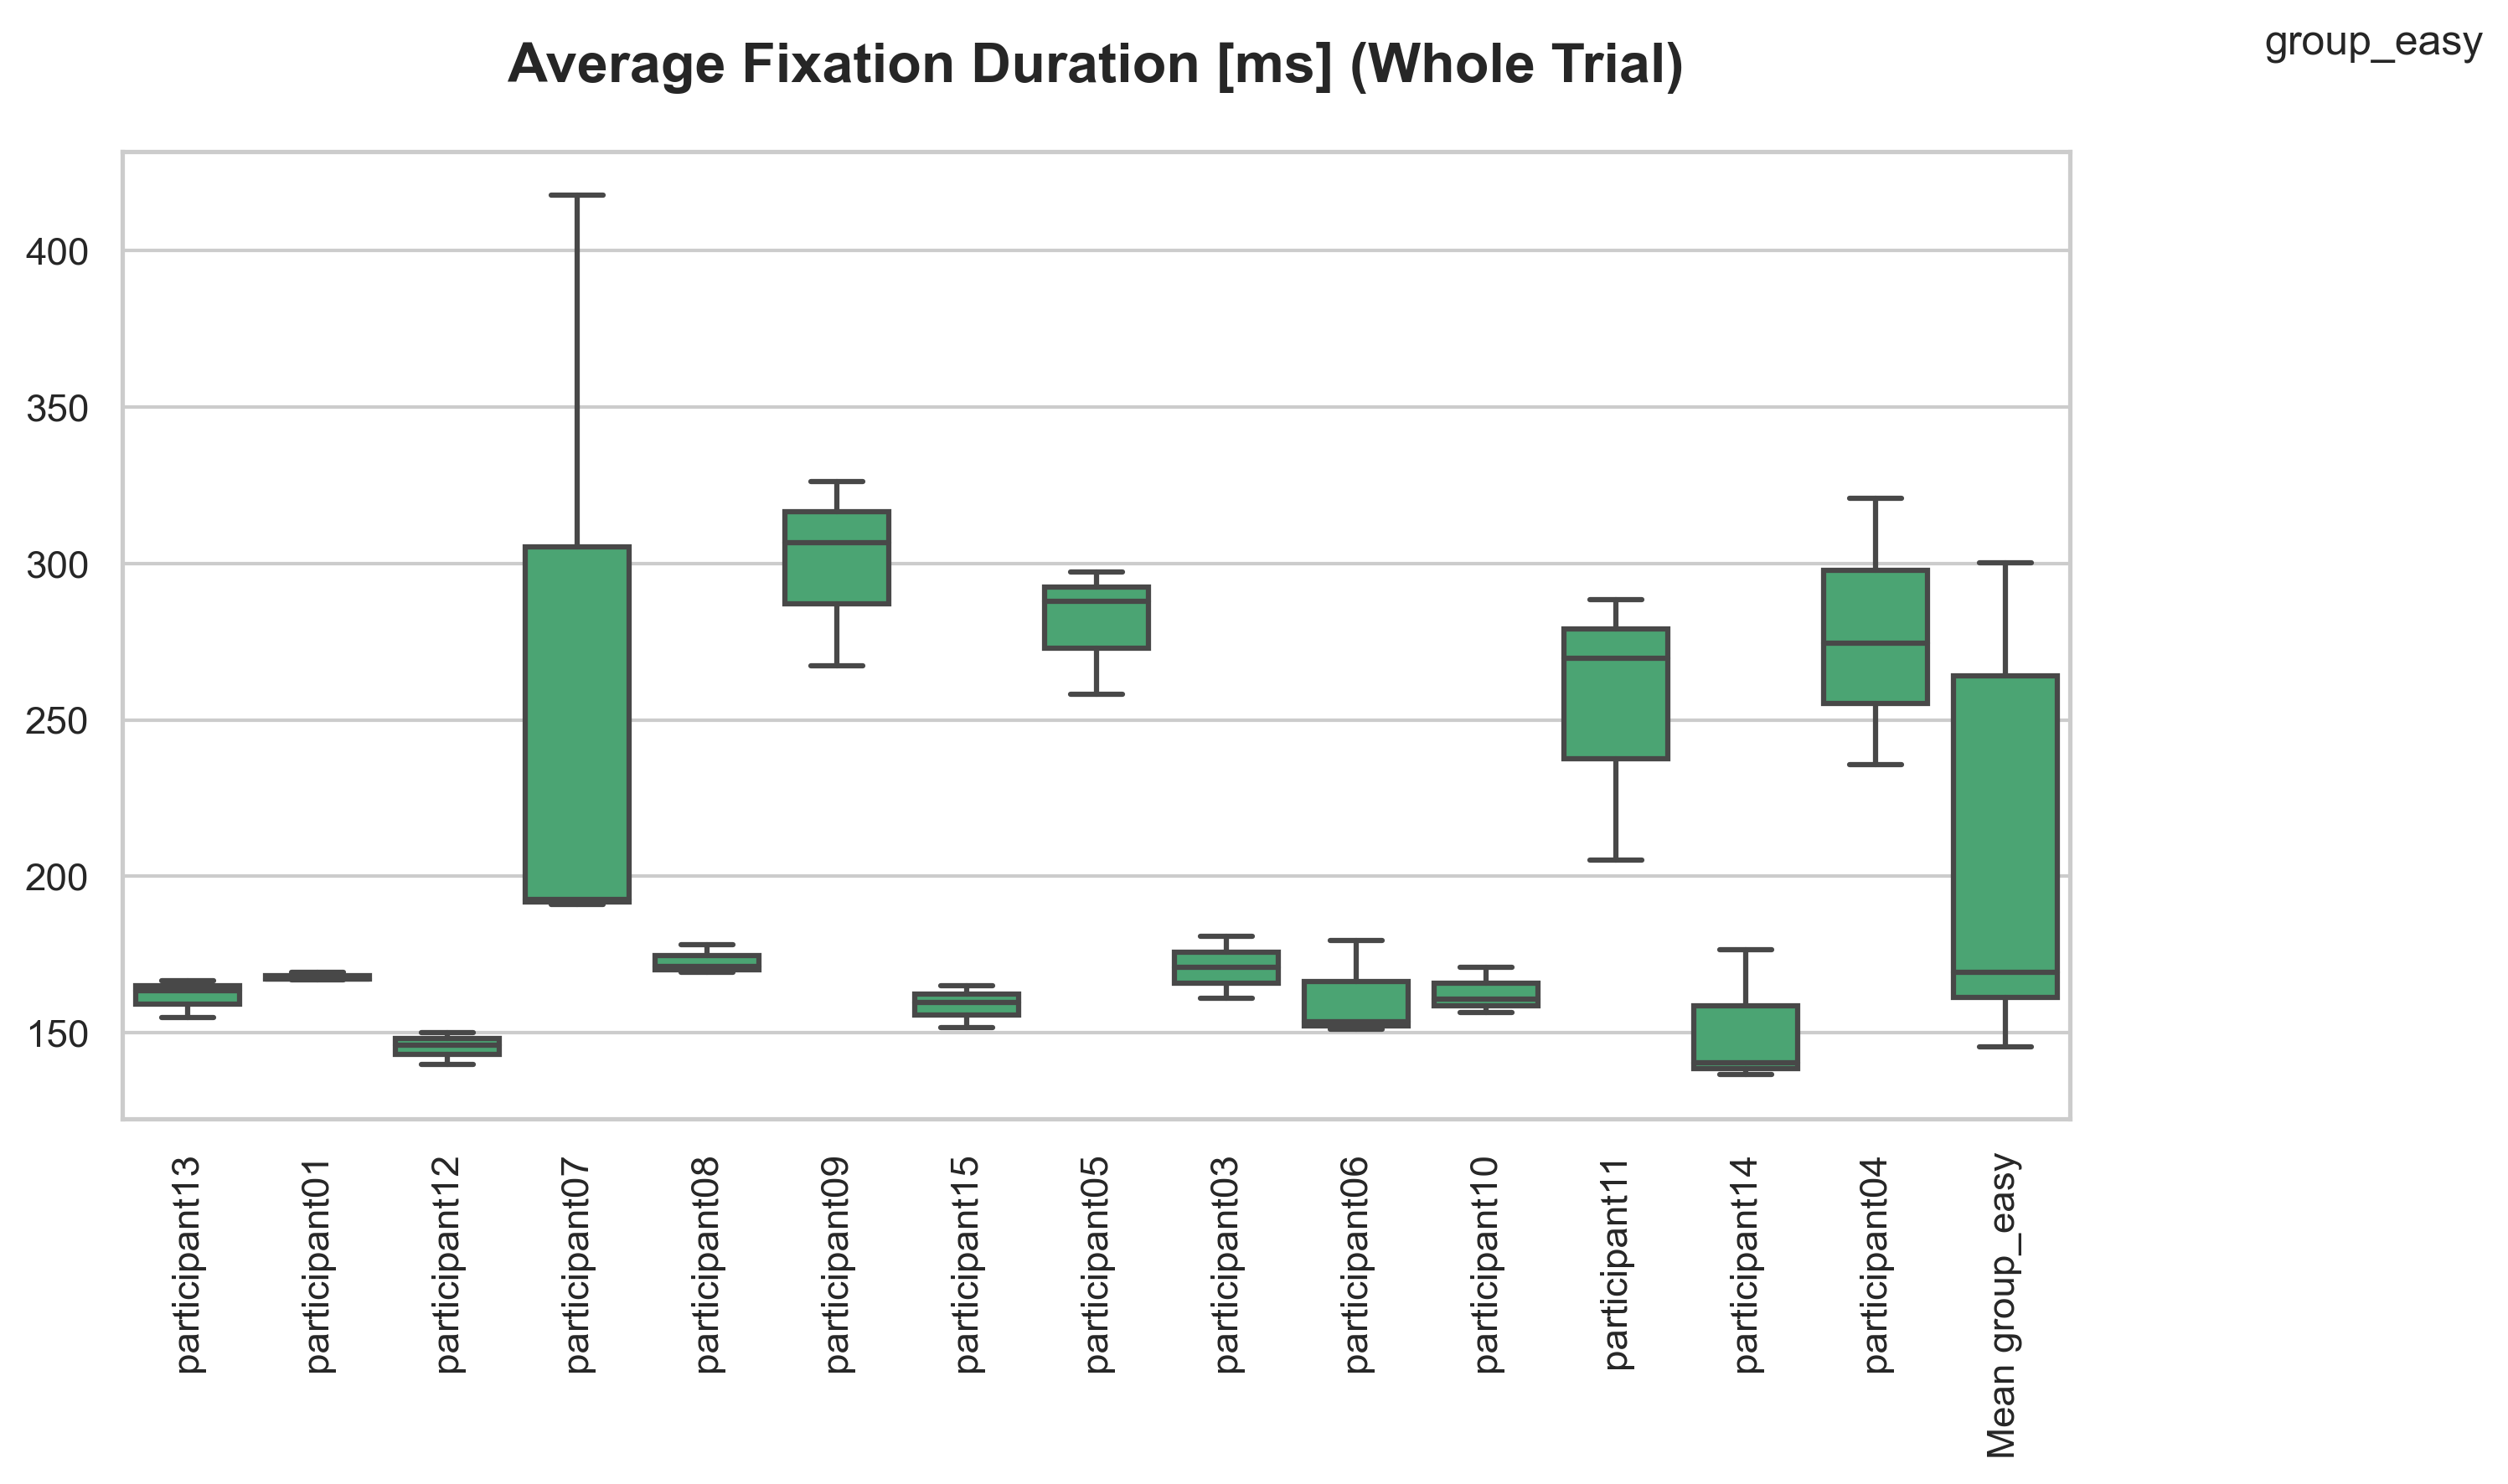 group_easy
Average Fixation Duration [ms] (Whole Trial)
400
350
300
250
200
150
participant13
participant01
participant12
participant07
participant08
participant09
participant15
participant05
participant03
participant06
participant10
participant11
participant14
participant04
Mean group_easy